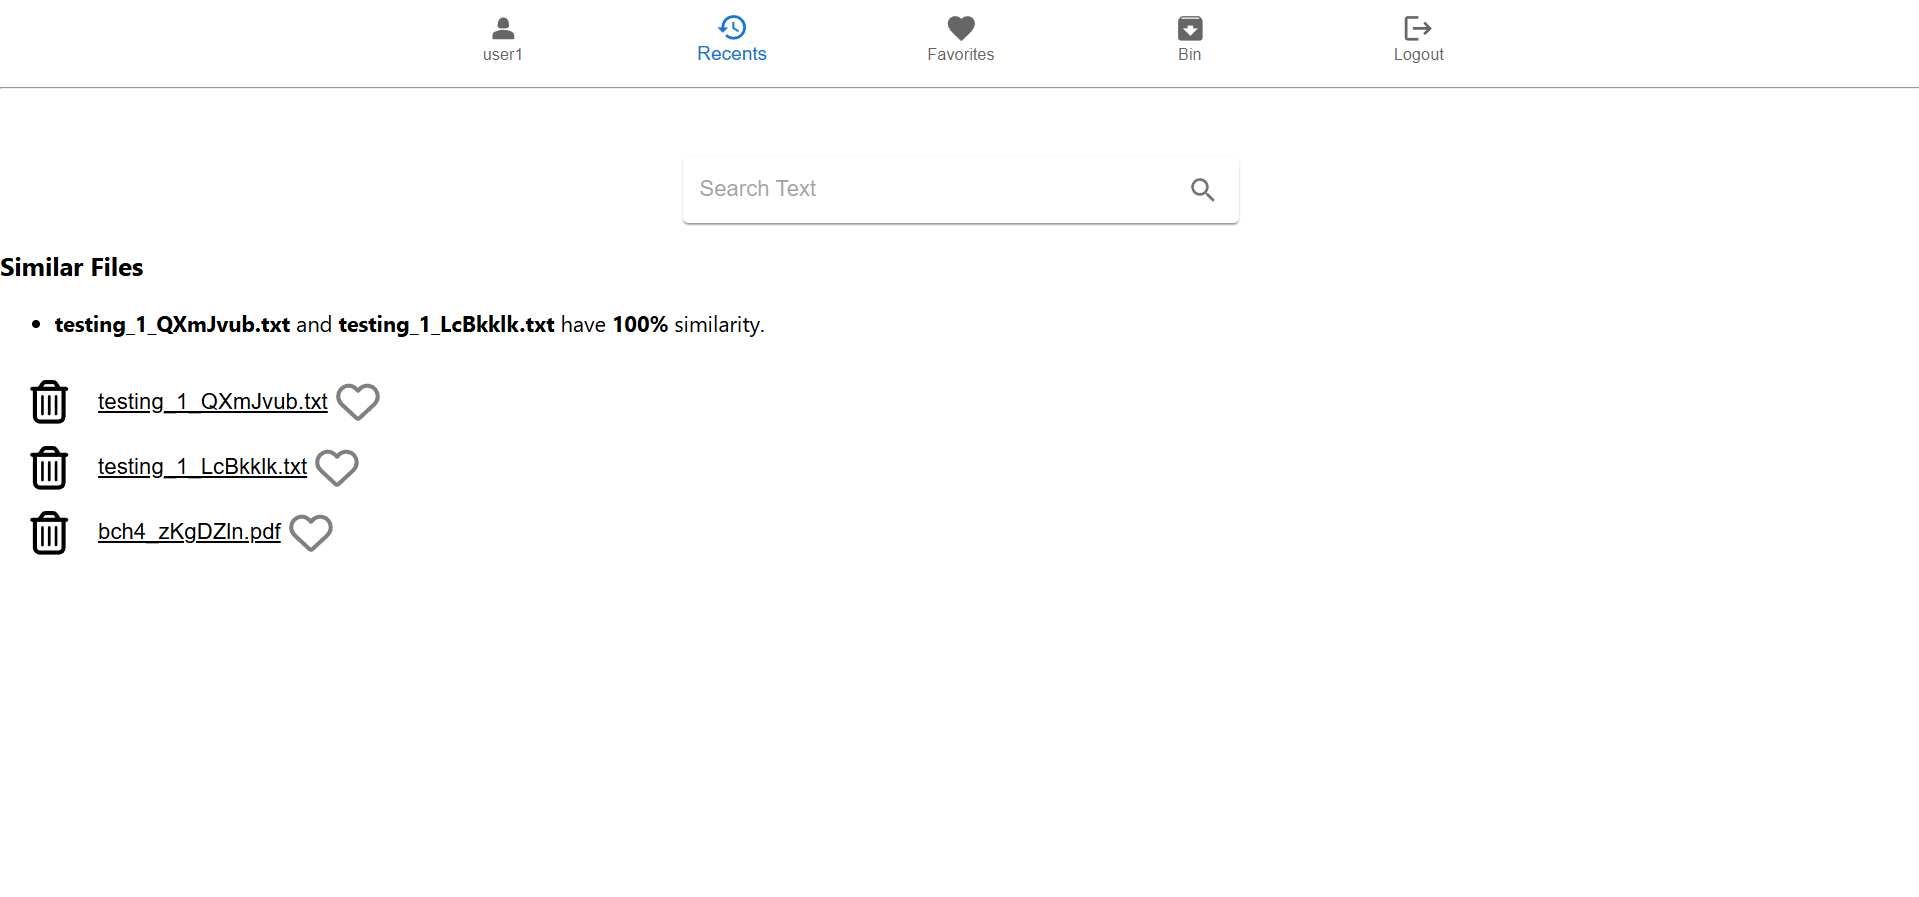 user1 Recents Favorites Bin Logout
Search Text
Similar Files
testing_1_QXmJvub.txt and testing_1_LcBkklk.txt have 100% similarity.
testing_1_QXmJvub.txt
testing_1_LcBkklk.txt
bch4_zKgDZln.pdf